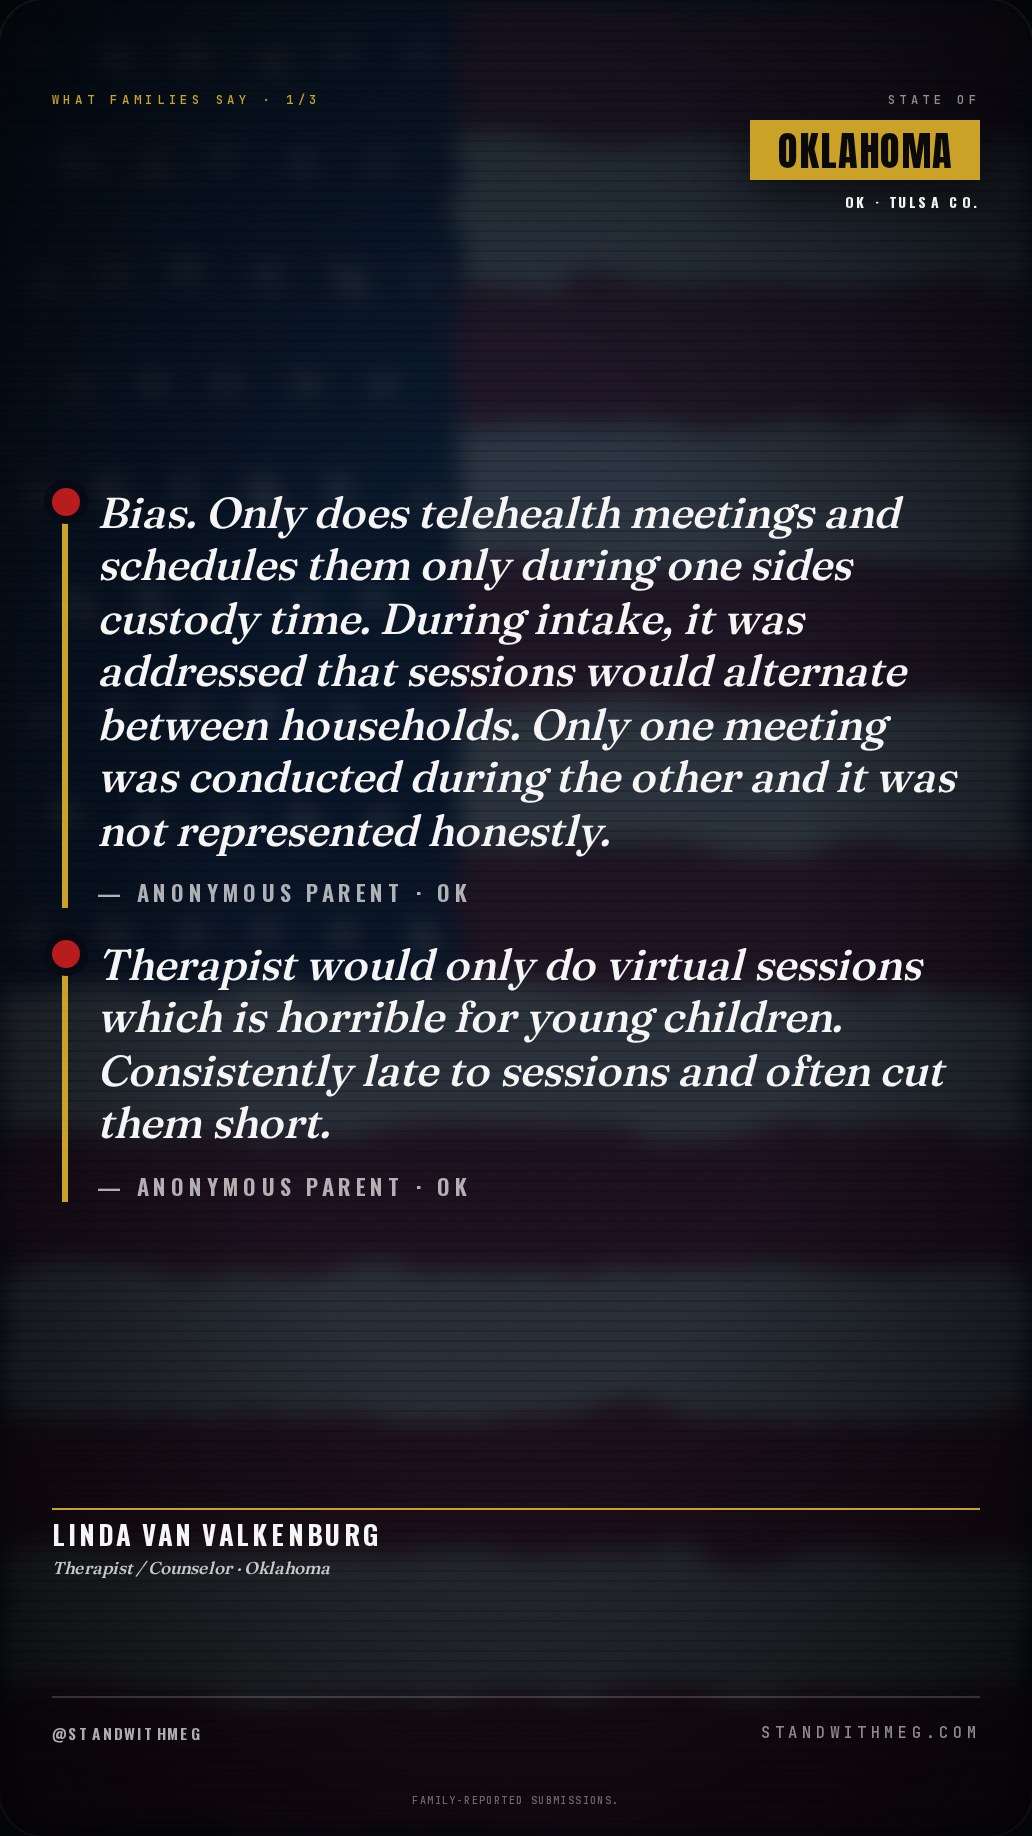 WHAT FAMILIES SAY · 1/3
STATE OF
OKLAHOMA
OK · TULSA CO.
Bias. Only does telehealth meetings and
schedules them only during one sides
custody time. During intake, it was
addressed that sessions would alternate
between households. Only one meeting
was conducted during the other and it was
not represented honestly.
— ANONYMOUS PARENT · OK
Therapist would only do virtual sessions
which is horrible for young children.
Consistently late to sessions and often cut
them short.
— ANONYMOUS PARENT · OK
LINDA VAN VALKENBURG
Therapist / Counselor · Oklahoma
@STANDWITHMEG
STANDWITHMEG.COM
FAMILY-REPORTED SUBMISSIONS.